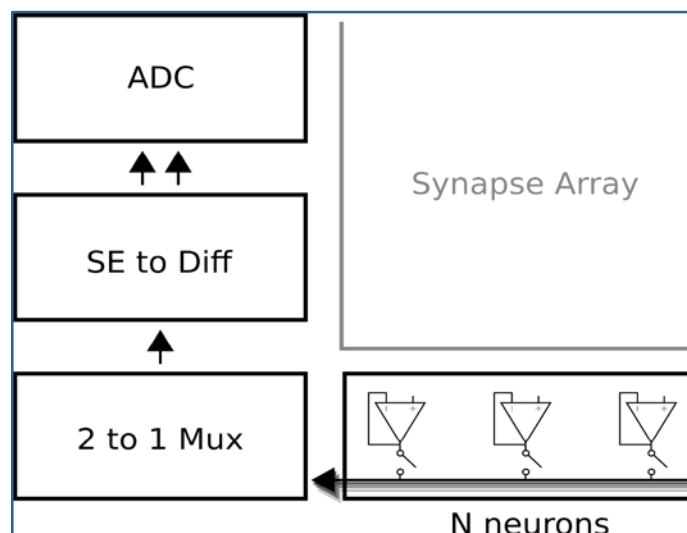 ADC
Synapse Array
SE to Diff
2 to 1 Mux
N neurons